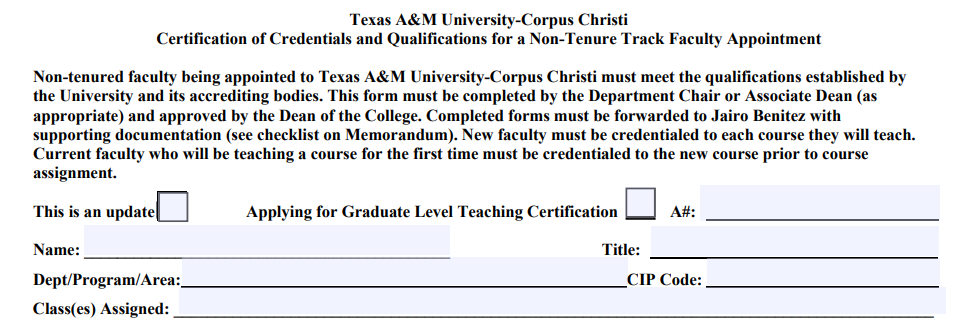 Texas A&M University-Corpus Christi
Certification of Credentials and Qualifications for a Non-Tenure Track Faculty Appointment
Non-tenured faculty being appointed to Texas A&M University-Corpus Christi must meet the qualifications established by
the University and its accrediting bodies. This form must be completed by the Department Chair or Associate Dean (as
appropriate) and approved by the Dean of the College. Completed forms must be forwarded to Jairo Benitez with
supporting documentation (see checklist on Memorandum). New faculty must be credentialed to each course they will teach.
Current faculty who will be teaching a course for the first time must be credentialed to the new course prior to course
assignment.
This is an update Applying for Graduate Level Teaching Certification A#:
Name: Title:
Dept/Program/Area: CIP Code:
Class(es) Assigned: